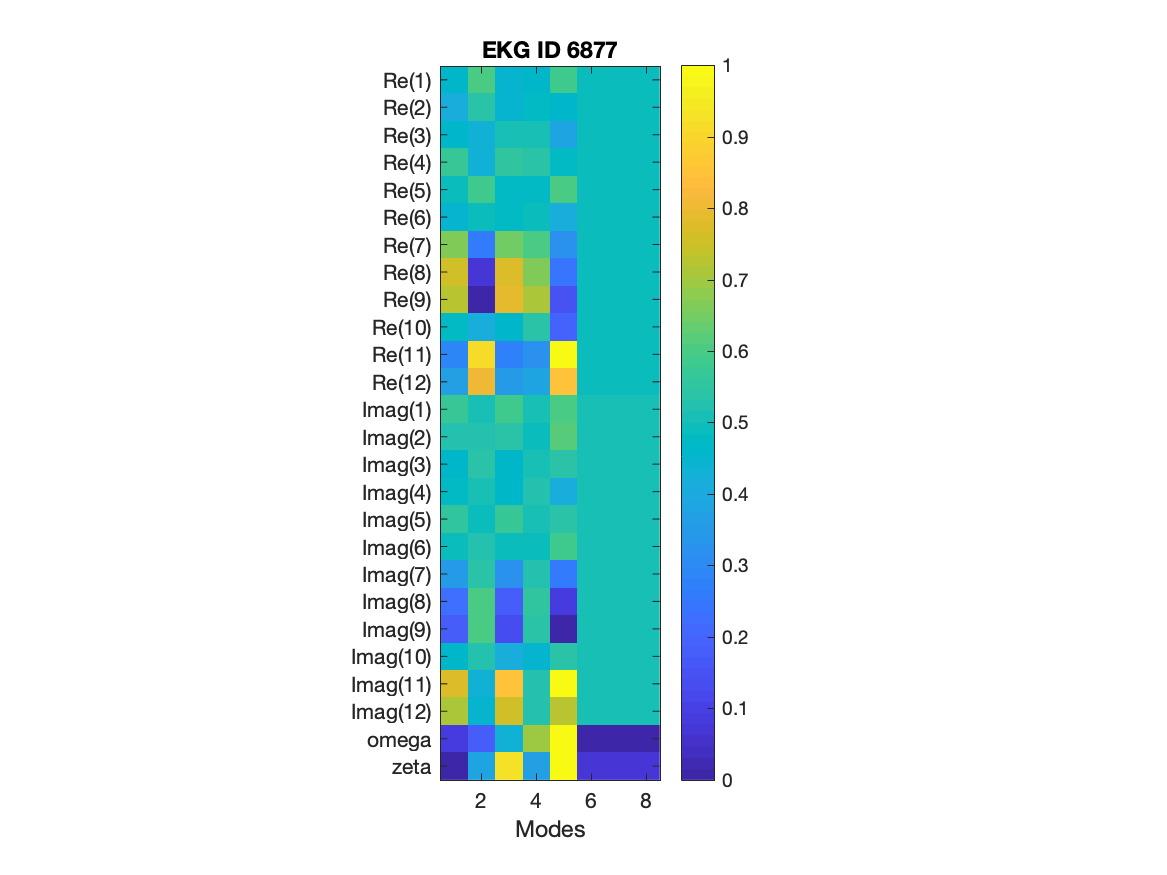 EKG ID 6877
Re(1)
Re(2)
Re(3)
Re(4)
Re(5)
Re(6)
Re(7)
Re(8)
Re(9)
Re(10)
Re(11)
Re(12)
Imag(1)
Imag(2)
Imag(3)
Imag(4)
Imag(5)
Imag(6)
Imag(7)
Imag(8)
Imag(9)
Imag(10)
Imag(11)
Imag(12)
omega
zeta
2 4 6 8
Modes
1
0.9
0.8
0.7
0.6
0.5
0.4
0.3
0.2
0.1
0